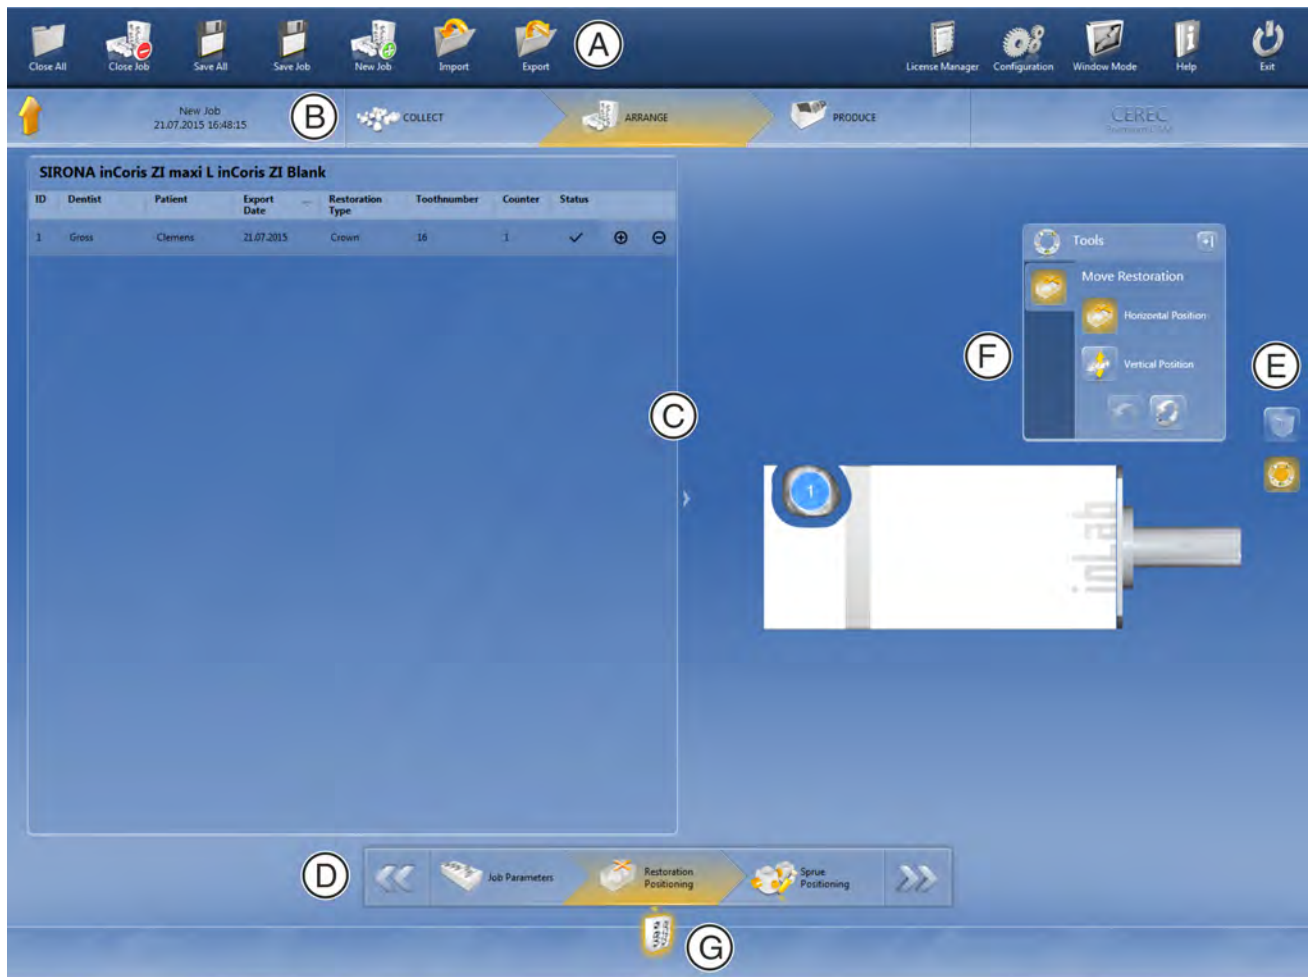 Close All
Close Job
Save All
Save Job
New Job
Import
Export
A
License Manager
Configuration
Window Mode
Help
Exit
New Job
21.07.2015 16:48:15
B
COLLECT
ARRANGE
PRODUCE
CEREC
SIRONA inCoris ZI maxi L inCoris ZI Blank
ID Dentist Patient Export Date Restoration Type Toothnumber Counter Status
1 Gross Clemens 21.07.2015 Crown 16 1
Tools
Move Restoration
Horizontal Position
F
Vertical Position
E
C
1
inLab
D
Job Parameters
Restoration
Positioning
Sprue
Positioning
G